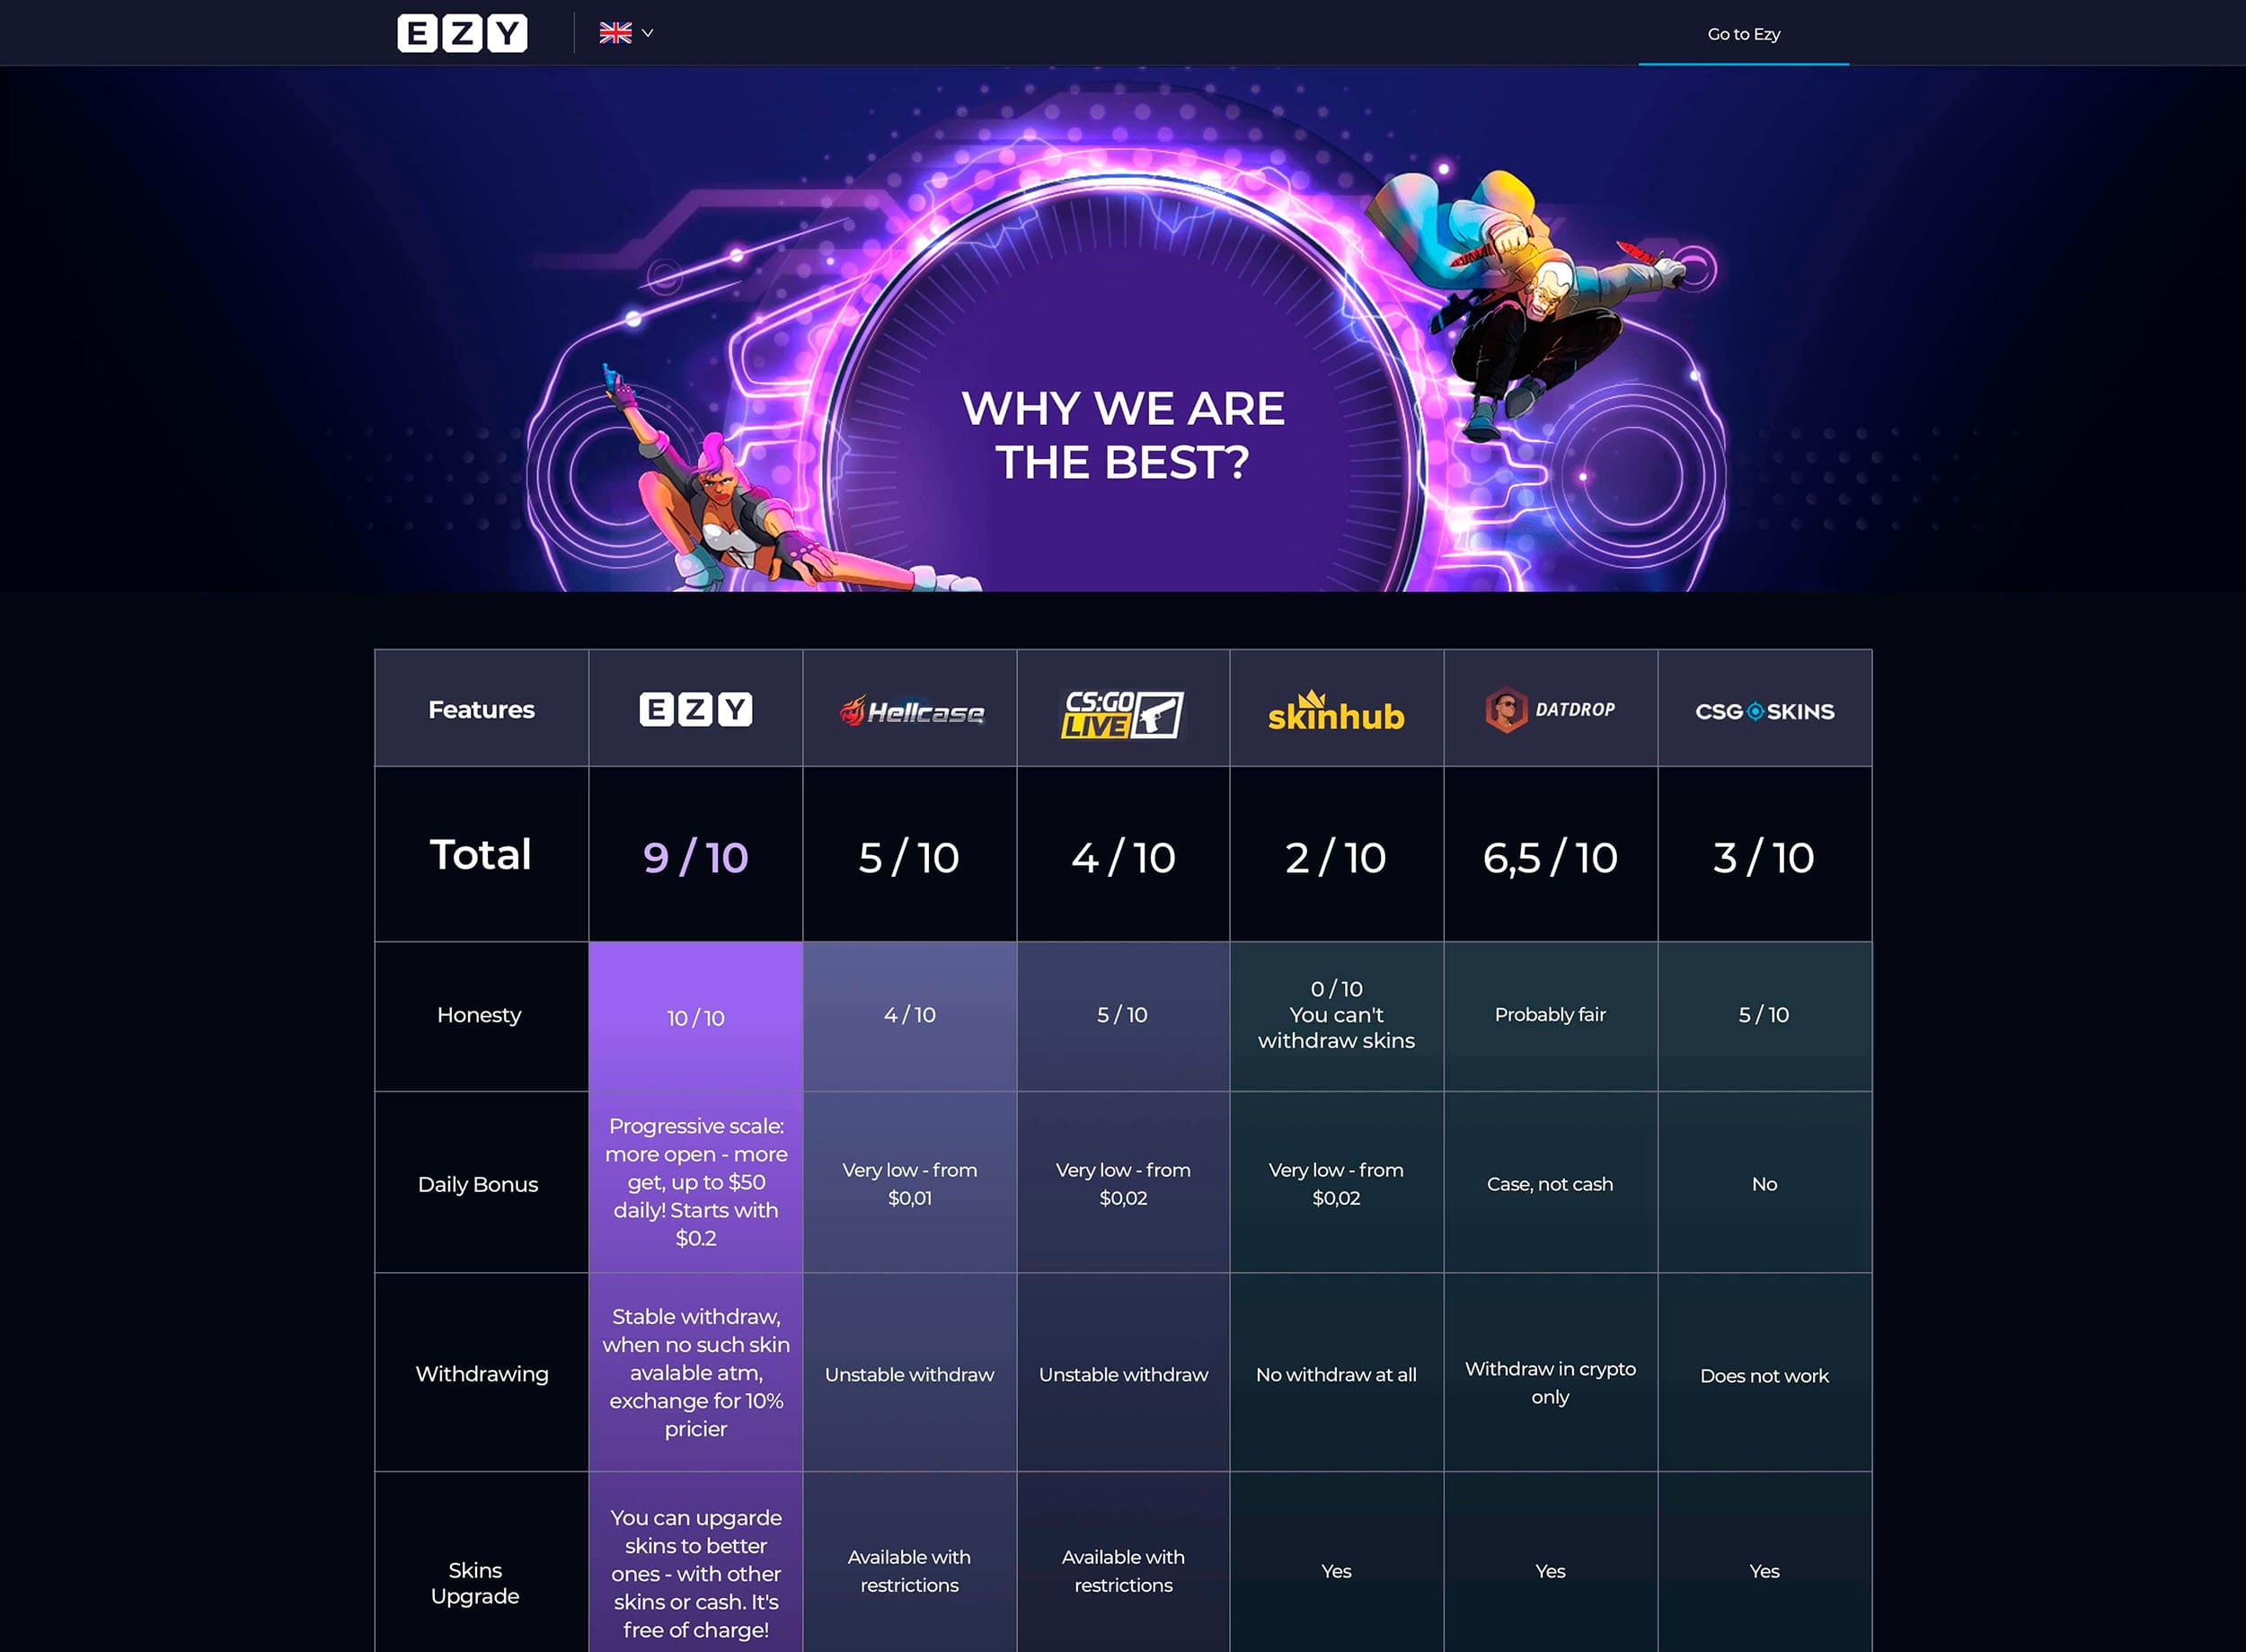 EZY
Go to Ezy
WHY WE ARE
THE BEST?
Features
EZY
Hellcase
CS:GO
LIVE
skinhub
DATDROP
CSGOSKINS
Total
9 / 10
5 / 10
4 / 10
2 / 10
6,5 / 10
3 / 10
Honesty
10 / 10
4 / 10
5 / 10
0 / 10
You can't
withdraw skins
Probably fair
5 / 10
Daily Bonus
Progressive scale:
more open - more
get, up to $50
daily! Starts with
$0.2
Very low - from
$0,01
Very low - from
$0,02
Very low - from
$0,02
Case, not cash
No
Withdrawing
Stable withdraw,
when no such skin
avalable atm,
exchange for 10%
pricier
Unstable withdraw
Unstable withdraw
No withdraw at all
Withdraw in crypto
only
Does not work
Skins
Upgrade
You can upgarde
skins to better
ones - with other
skins or cash. It's
free of charge!
Available with
restrictions
Available with
restrictions
Yes
Yes
Yes